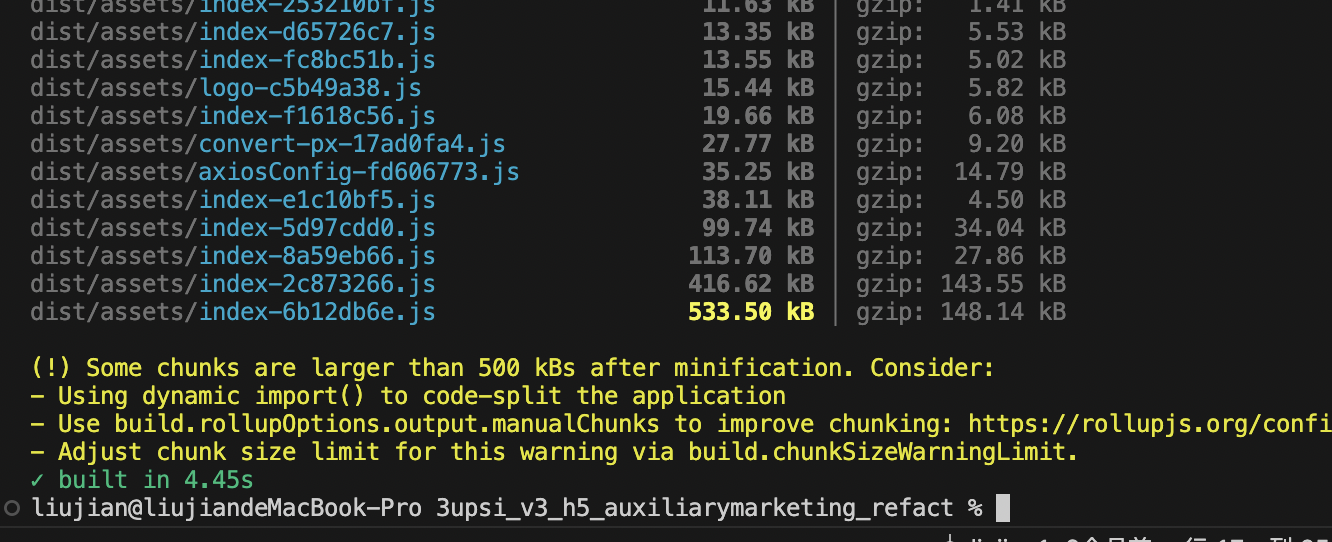 dist/assets/index-253210bf.js 11.63 kB │ gzip: 1.41 kB
dist/assets/index-d65726c7.js 13.35 kB │ gzip: 5.53 kB
dist/assets/index-fc8bc51b.js 13.55 kB │ gzip: 5.02 kB
dist/assets/logo-c5b49a38.js 15.44 kB │ gzip: 5.82 kB
dist/assets/index-f1618c56.js 19.66 kB │ gzip: 6.08 kB
dist/assets/convert-px-17ad0fa4.js 27.77 kB │ gzip: 9.20 kB
dist/assets/axiosConfig-fd606773.js 35.25 kB │ gzip: 14.79 kB
dist/assets/index-e1c10bf5.js 38.11 kB │ gzip: 4.50 kB
dist/assets/index-5d97cdd0.js 99.74 kB │ gzip: 34.04 kB
dist/assets/index-8a59eb66.js 113.70 kB │ gzip: 27.86 kB
dist/assets/index-2c873266.js 416.62 kB │ gzip: 143.55 kB
dist/assets/index-6b12db6e.js 533.50 kB │ gzip: 148.14 kB
(!) Some chunks are larger than 500 kBs after minification. Consider:
- Using dynamic import() to code-split the application
- Use build.rollupOptions.output.manualChunks to improve chunking: https://rollupjs.org/confi
- Adjust chunk size limit for this warning via build.chunkSizeWarningLimit.
✓ built in 4.45s
liujian@liujiandeMacBook-Pro 3upsi_v3_h5_auxiliarymarketing_refact %